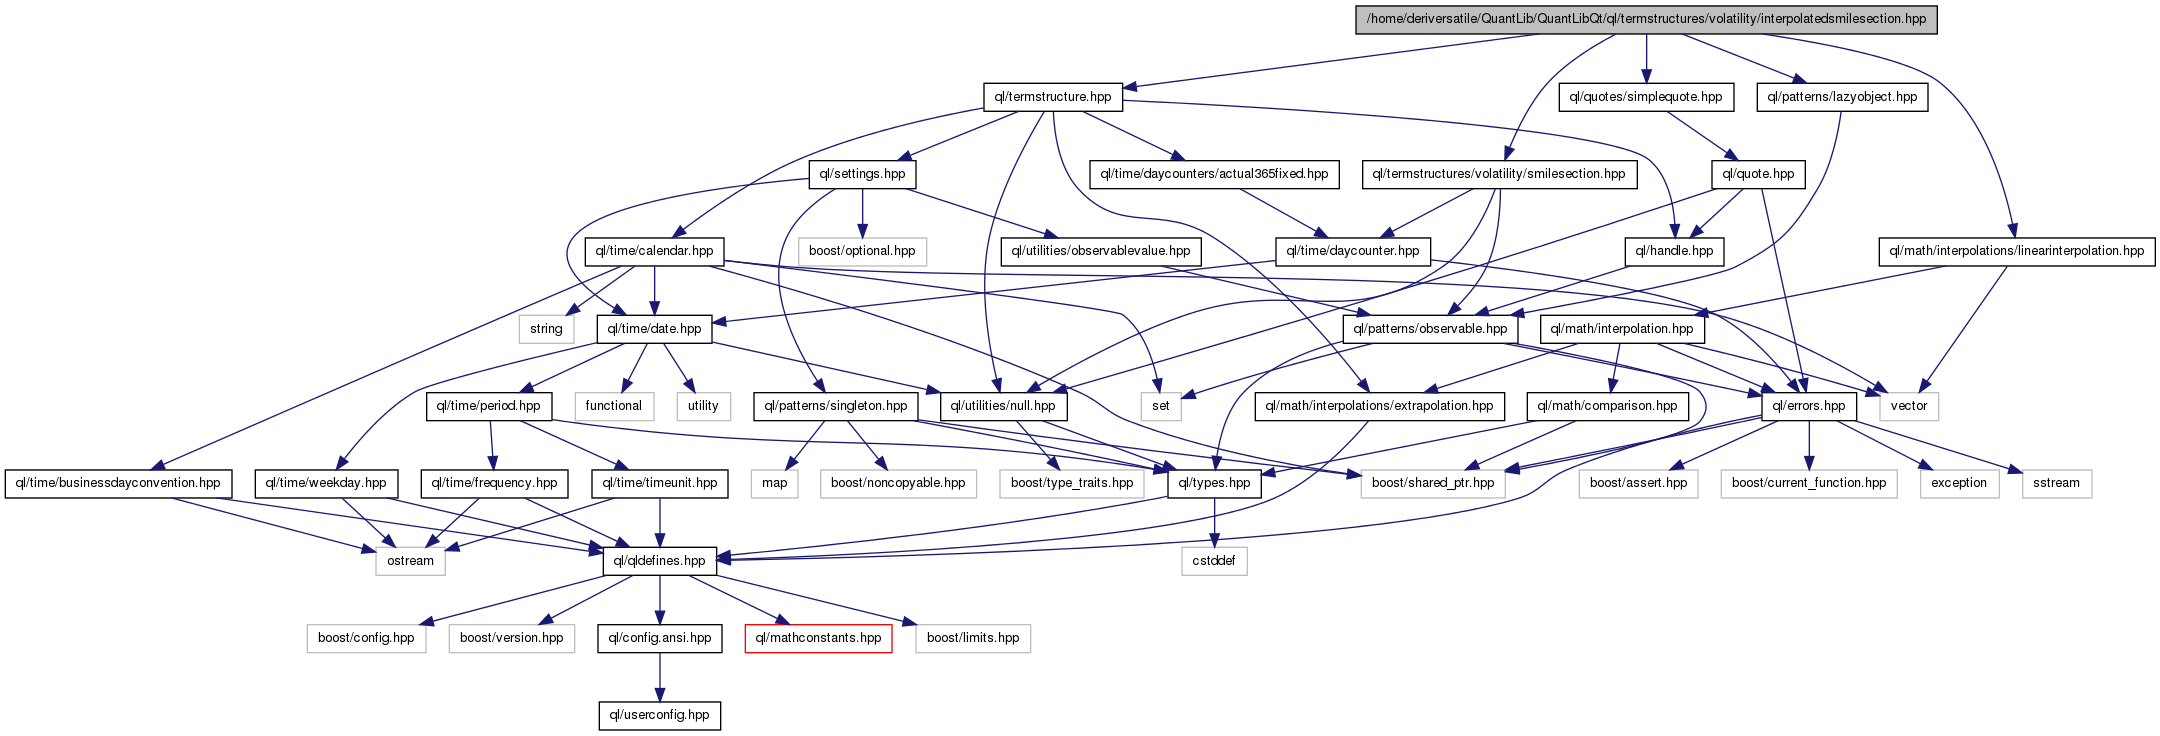 /home/deriversatile/QuantLib/QuantLibQt/ql/termstructures/volatility/interpolatedsmilesection.hpp
ql/termstructure.hpp
ql/quotes/simplequote.hpp
ql/patterns/lazyobject.hpp
ql/settings.hpp
ql/time/daycounters/actual365fixed.hpp
ql/termstructures/volatility/smilesection.hpp
ql/quote.hpp
ql/time/calendar.hpp
boost/optional.hpp
ql/utilities/observablevalue.hpp
ql/time/daycounter.hpp
ql/handle.hpp
ql/math/interpolations/linearinterpolation.hpp
string
ql/time/date.hpp
ql/patterns/observable.hpp
ql/math/interpolation.hpp
ql/time/period.hpp
functional
utility
ql/patterns/singleton.hpp
ql/utilities/null.hpp
set
ql/math/interpolations/extrapolation.hpp
ql/math/comparison.hpp
ql/errors.hpp
vector
ql/time/businessdayconvention.hpp
ql/time/weekday.hpp
ql/time/frequency.hpp
ql/time/timeunit.hpp
map
boost/noncopyable.hpp
boost/type_traits.hpp
ql/types.hpp
boost/shared_ptr.hpp
boost/assert.hpp
boost/current_function.hpp
exception
sstream
ostream
ql/qldefines.hpp
cstddef
boost/config.hpp
boost/version.hpp
ql/config.ansi.hpp
ql/mathconstants.hpp
boost/limits.hpp
ql/userconfig.hpp